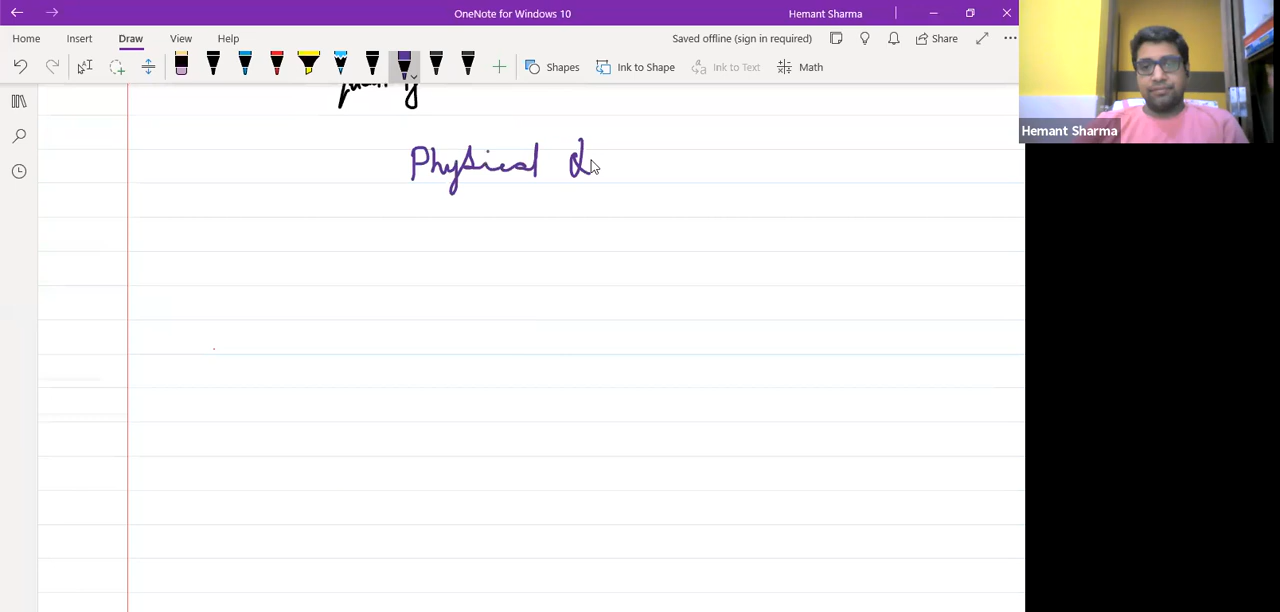 OneNote for Windows 10
Hemant Sharma
Home Insert Draw View Help
Saved offline (sign in required)
Share
Shapes
Ink to Shape
Ink to Text
Math
Hemant Sharma
Physical Q